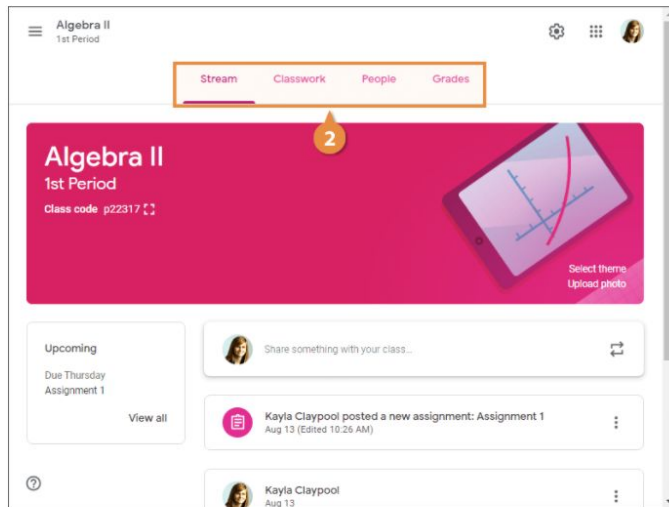 Algebra II
1st Period
Stream Classwork People Grades
2
Algebra II
1st Period
Class code p22317
Select theme
Upload photo
Upcoming
Due Thursday
Assignment 1
View all
Share something with your class...
Kayla Claypool posted a new assignment: Assignment 1
Aug 13 (Edited 10:26 AM)
Kayla Claypool
Aug 13